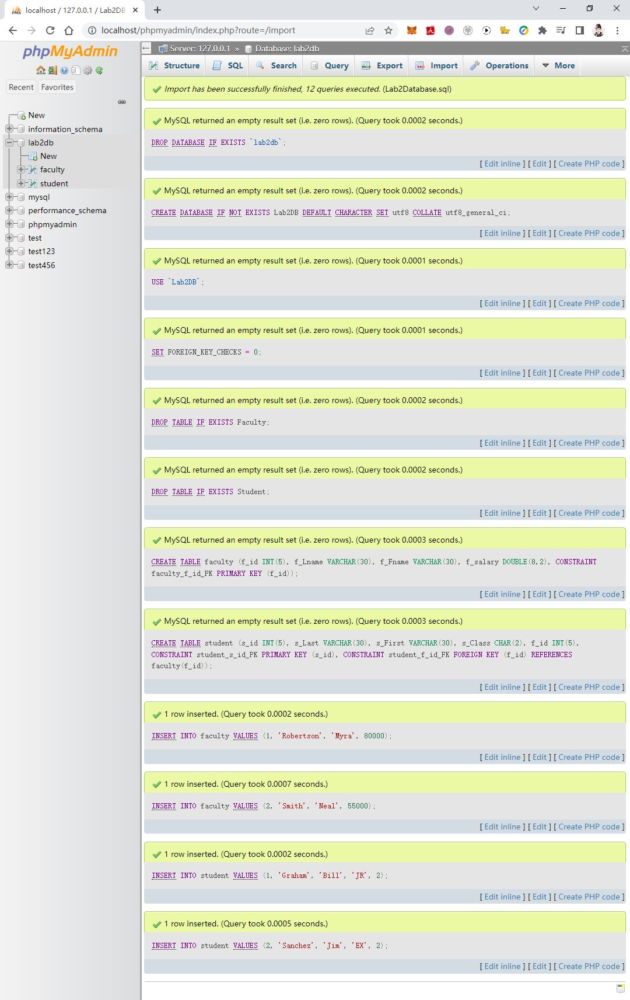 localhost / 127.0.0.1 / Lab2DB
localhost/phpmyadmin/index.php?route=/import
phpMyAdmin
Recent Favorites
New
information_schema
lab2db
New
faculty
student
mysql
performance_schema
phpmyadmin
test
test123
test456
Server: 127.0.0.1 » Database: lab2db
Structure SQL Search Query Export Import Operations More
Import has been successfully finished, 12 queries executed. (Lab2Database.sql)
MySQL returned an empty result set (i.e. zero rows). (Query took 0.0002 seconds.)
DROP DATABASE IF EXISTS `lab2db`;
[ Edit inline ] [ Edit ] [ Create PHP code ]
MySQL returned an empty result set (i.e. zero rows). (Query took 0.0002 seconds.)
CREATE DATABASE IF NOT EXISTS Lab2DB DEFAULT CHARACTER SET utf8 COLLATE utf8_general_ci;
[ Edit inline ] [ Edit ] [ Create PHP code ]
MySQL returned an empty result set (i.e. zero rows). (Query took 0.0001 seconds.)
USE `Lab2DB`;
[ Edit inline ] [ Edit ] [ Create PHP code ]
MySQL returned an empty result set (i.e. zero rows). (Query took 0.0001 seconds.)
SET FOREIGN_KEY_CHECKS = 0;
[ Edit inline ] [ Edit ] [ Create PHP code ]
MySQL returned an empty result set (i.e. zero rows). (Query took 0.0002 seconds.)
DROP TABLE IF EXISTS Faculty;
[ Edit inline ] [ Edit ] [ Create PHP code ]
MySQL returned an empty result set (i.e. zero rows). (Query took 0.0002 seconds.)
DROP TABLE IF EXISTS Student;
[ Edit inline ] [ Edit ] [ Create PHP code ]
MySQL returned an empty result set (i.e. zero rows). (Query took 0.0003 seconds.)
CREATE TABLE faculty (f_id INT(5), f_Lname VARCHAR(30), f_Fname VARCHAR(30), f_salary DOUBLE(8,2), CONSTRAINT
faculty_f_id_PK PRIMARY KEY (f_id));
[ Edit inline ] [ Edit ] [ Create PHP code ]
MySQL returned an empty result set (i.e. zero rows). (Query took 0.0003 seconds.)
CREATE TABLE student (s_id INT(5), s_Last VARCHAR(30), s_First VARCHAR(30), s_Class CHAR(2), f_id INT(5),
CONSTRAINT student_s_id_PK PRIMARY KEY (s_id), CONSTRAINT student_f_id_FK FOREIGN KEY (f_id) REFERENCES
faculty(f_id));
[ Edit inline ] [ Edit ] [ Create PHP code ]
1 row inserted. (Query took 0.0002 seconds.)
INSERT INTO faculty VALUES (1, 'Robertson', 'Myra', 80000);
[ Edit inline ] [ Edit ] [ Create PHP code ]
1 row inserted. (Query took 0.0007 seconds.)
INSERT INTO faculty VALUES (2, 'Smith', 'Neal', 55000);
[ Edit inline ] [ Edit ] [ Create PHP code ]
1 row inserted. (Query took 0.0002 seconds.)
INSERT INTO student VALUES (1, 'Graham', 'Bill', 'JR', 2);
[ Edit inline ] [ Edit ] [ Create PHP code ]
1 row inserted. (Query took 0.0005 seconds.)
INSERT INTO student VALUES (2, 'Sanchez', 'Jim', 'EX', 2);
[ Edit inline ] [ Edit ] [ Create PHP code ]